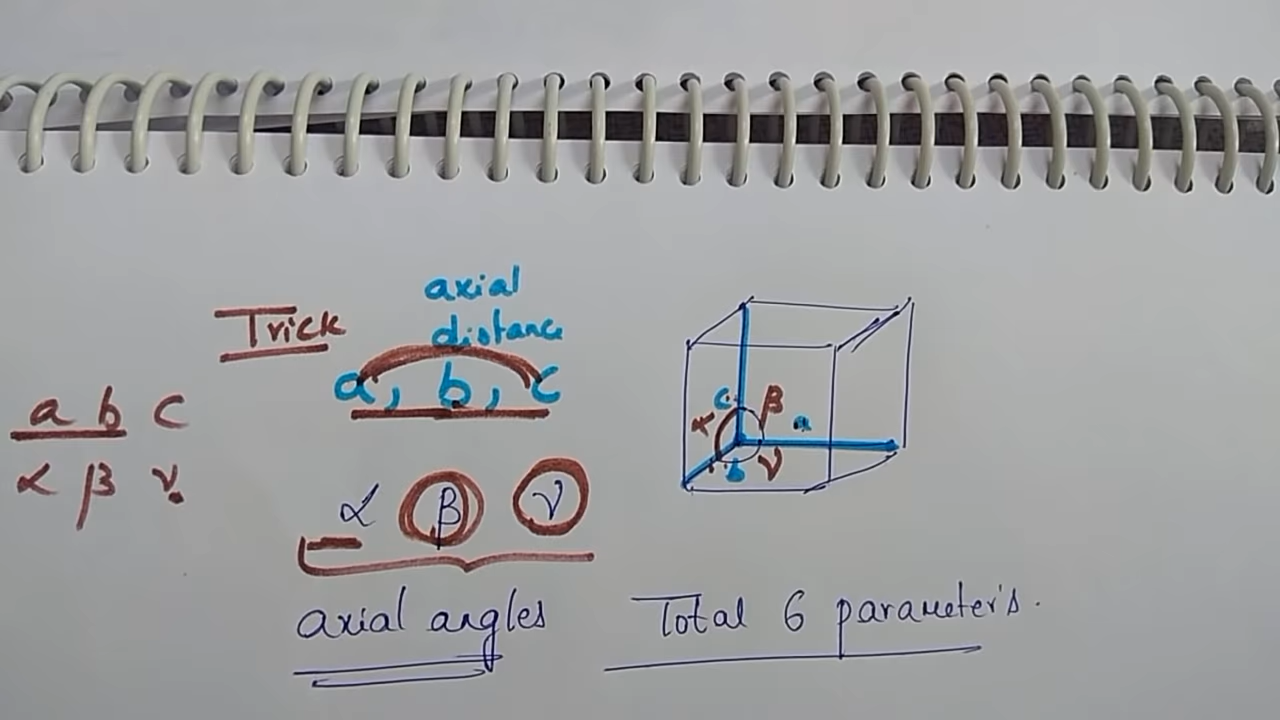 axial
distance
Trick
a, b, c
a b c
α β γ
α β γ
axial angles
Total 6 parameter's.
c
β
α
a
b
γ